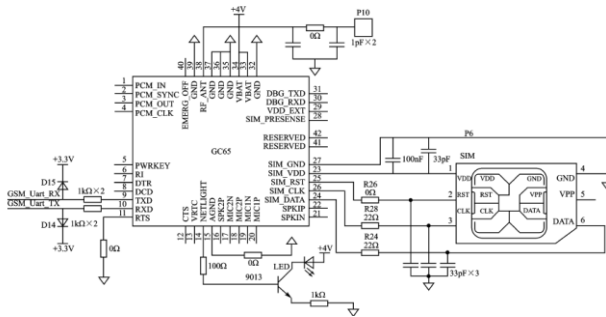 +4V
P10
0Ω
1pF×2
40
39
38
37
36
35
34
33
32
EMERG_OFF
GND
RF_ANT
GND
GND
GND
VBAT
VBAT
GND
1 PCM_IN
2 PCM_SYNC
3 PCM_OUT
4 PCM_CLK
DBG_TXD 31
DBG_RXD 30
VDD_EXT 29
SIM_PRESENSE 28
GC65
RESERVED 42
RESERVED 41
5 PWRKEY
6 RI
7 DTR
8 DCD
9 TXD
10 RXD
11 RTS
SIM_GND 27
SIM_VDD 23
SIM_RST 25
SIM_CLK 26
SIM_DATA 24
SPKIP 22
SPKIN 21
CTS
VRTC
NETLIGHT
AGND
SPK2P
MIC2N
MIC2P
MIC1N
MIC1P
12
13
14
15
16
17
18
19
20
+3.3V
D15
GSM_Uart_RX
1kΩ×2
GSM_Uart_TX
D14
1kΩ×2
+3.3V
0Ω
100Ω
0Ω
LED
+4V
9013
1kΩ
100nF
33pF
P6
SIM
R26
0Ω
R28
22Ω
R24
22Ω
33pF×3
1 VDD
2 RST
3 CLK
VDD
RST
CLK
GND
VPP
DATA
GND 4
VPP 5
DATA 6